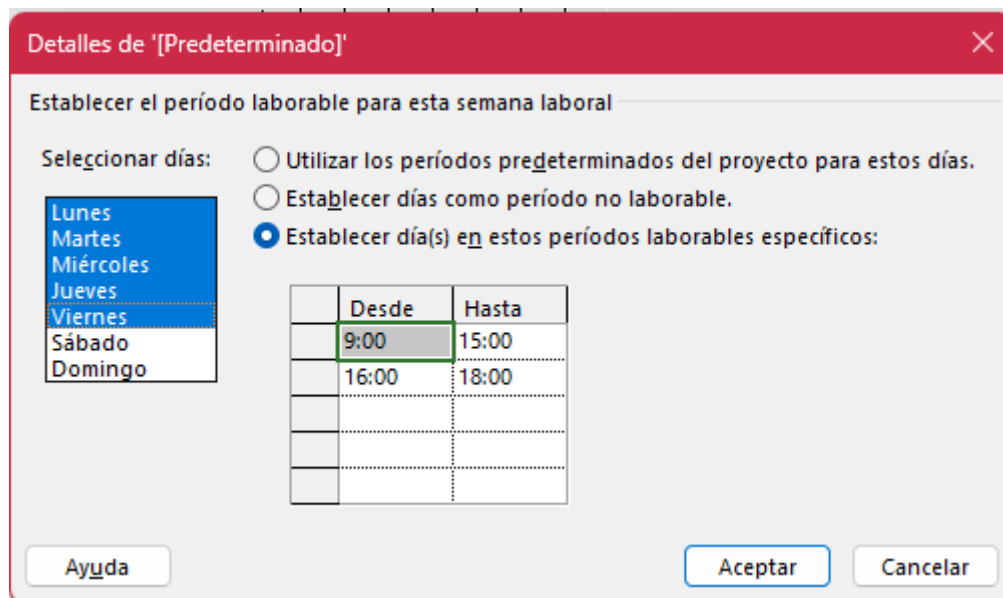 Detalles de '[Predeterminado]'
Establecer el período laborable para esta semana laboral
Seleccionar días:
Utilizar los períodos predeterminados del proyecto para estos días.
Establecer días como período no laborable.
Establecer día(s) en estos períodos laborables específicos:
Lunes
Martes
Miércoles
Jueves
Viernes
Sábado
Domingo
Desde Hasta
9:00 15:00
16:00 18:00
Ayuda Aceptar Cancelar